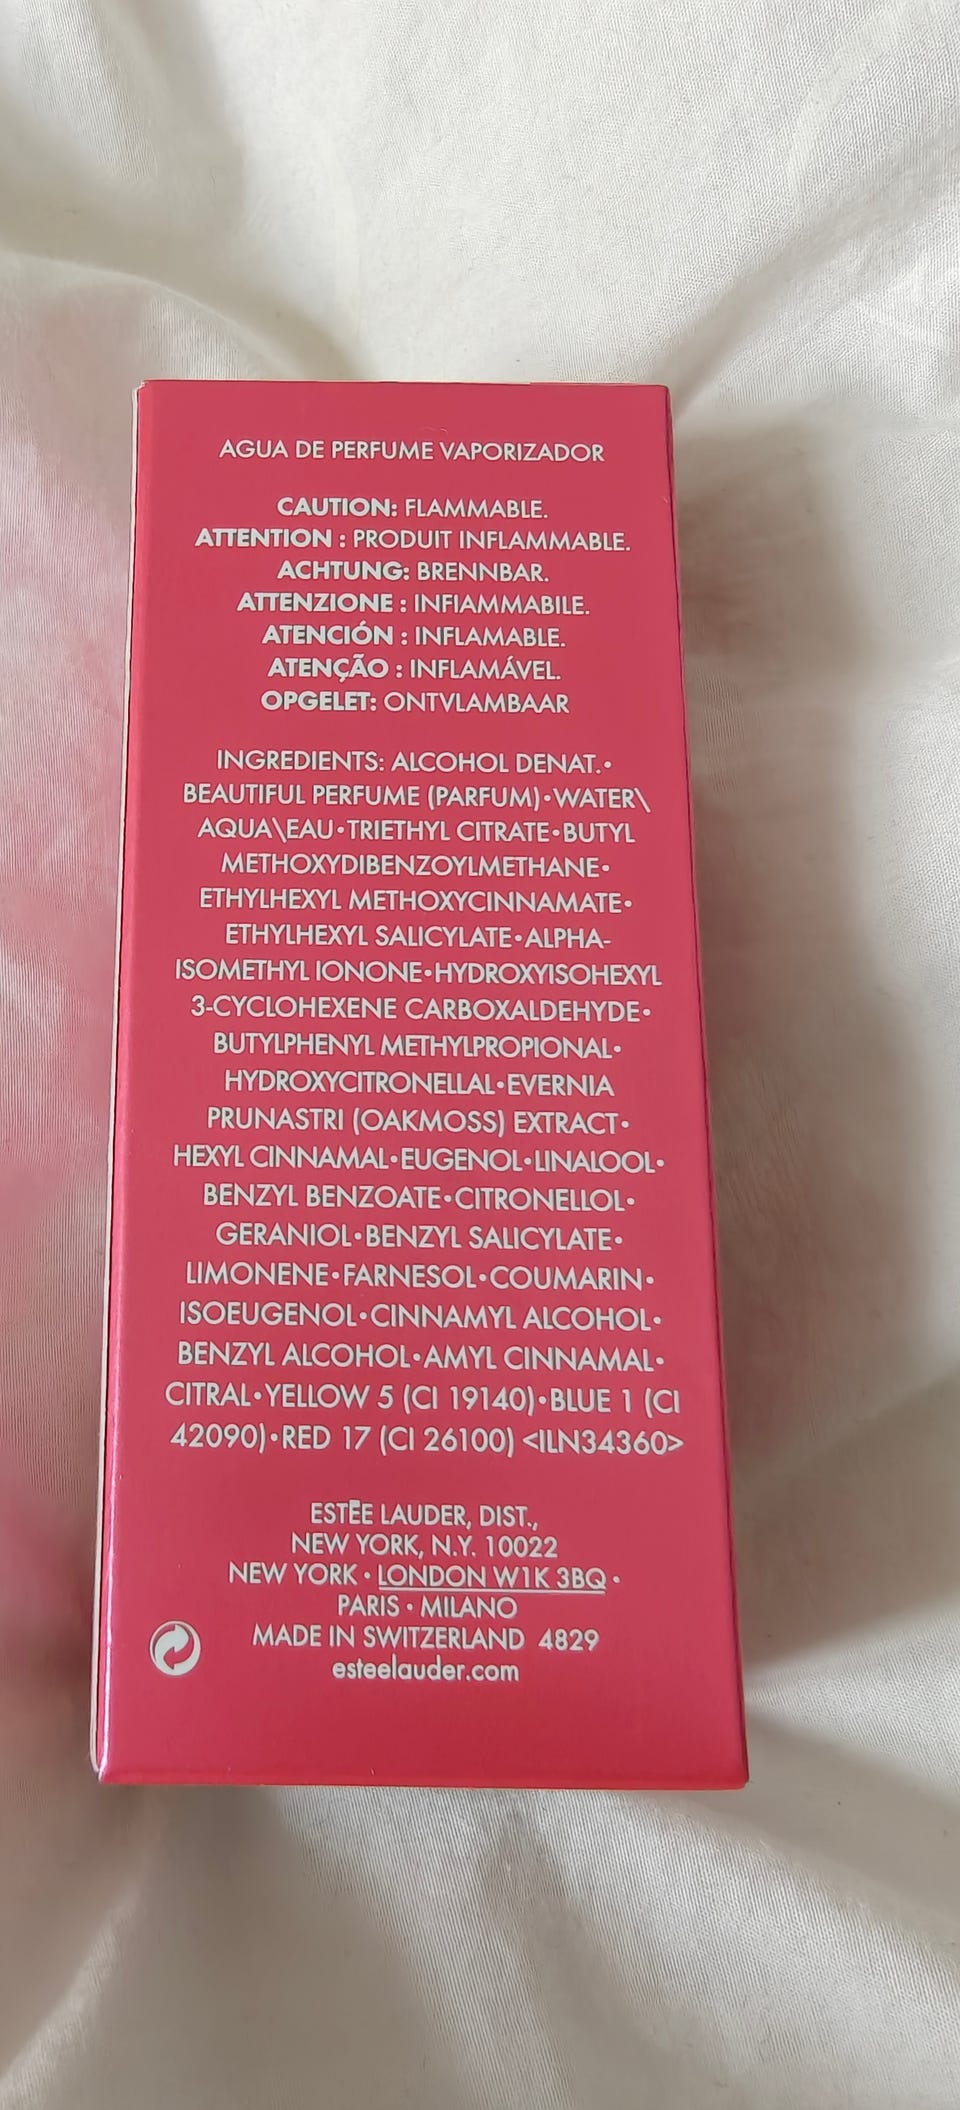 AGUA DE PERFUME VAPORIZADOR
CAUTION: FLAMMABLE.
ATTENTION : PRODUIT INFLAMMABLE.
ACHTUNG: BRENNBAR.
ATTENZIONE : INFIAMMABILE.
ATENCIÓN : INFLAMABLE.
ATENÇÃO : INFLAMÁVEL.
OPGELET: ONTVLAMBAAR
INGREDIENTS: ALCOHOL DENAT.•
BEAUTIFUL PERFUME (PARFUM)•WATER\
AQUA\EAU•TRIETHYL CITRATE•BUTYL
METHOXYDIBENZOYLMETHANE•
ETHYLHEXYL METHOXYCINNAMATE•
ETHYLHEXYL SALICYLATE•ALPHA-
ISOMETHYL IONONE•HYDROXYISOHEXYL
3-CYCLOHEXENE CARBOXALDEHYDE•
BUTYLPHENYL METHYLPROPIONAL•
HYDROXYCITRONELLAL•EVERNIA
PRUNASTRI (OAKMOSS) EXTRACT•
HEXYL CINNAMAL•EUGENOL•LINALOOL•
BENZYL BENZOATE•CITRONELLOL•
GERANIOL•BENZYL SALICYLATE•
LIMONENE•FARNESOL•COUMARIN•
ISOEUGENOL•CINNAMYL ALCOHOL•
BENZYL ALCOHOL•AMYL CINNAMAL•
CITRAL•YELLOW 5 (CI 19140)•BLUE 1 (CI
42090)•RED 17 (CI 26100) <ILN34360>
ESTĒE LAUDER, DIST.,
NEW YORK, N.Y. 10022
NEW YORK • LONDON W1K 3BQ •
PARIS • MILANO
MADE IN SWITZERLAND 4829
esteelauder.com